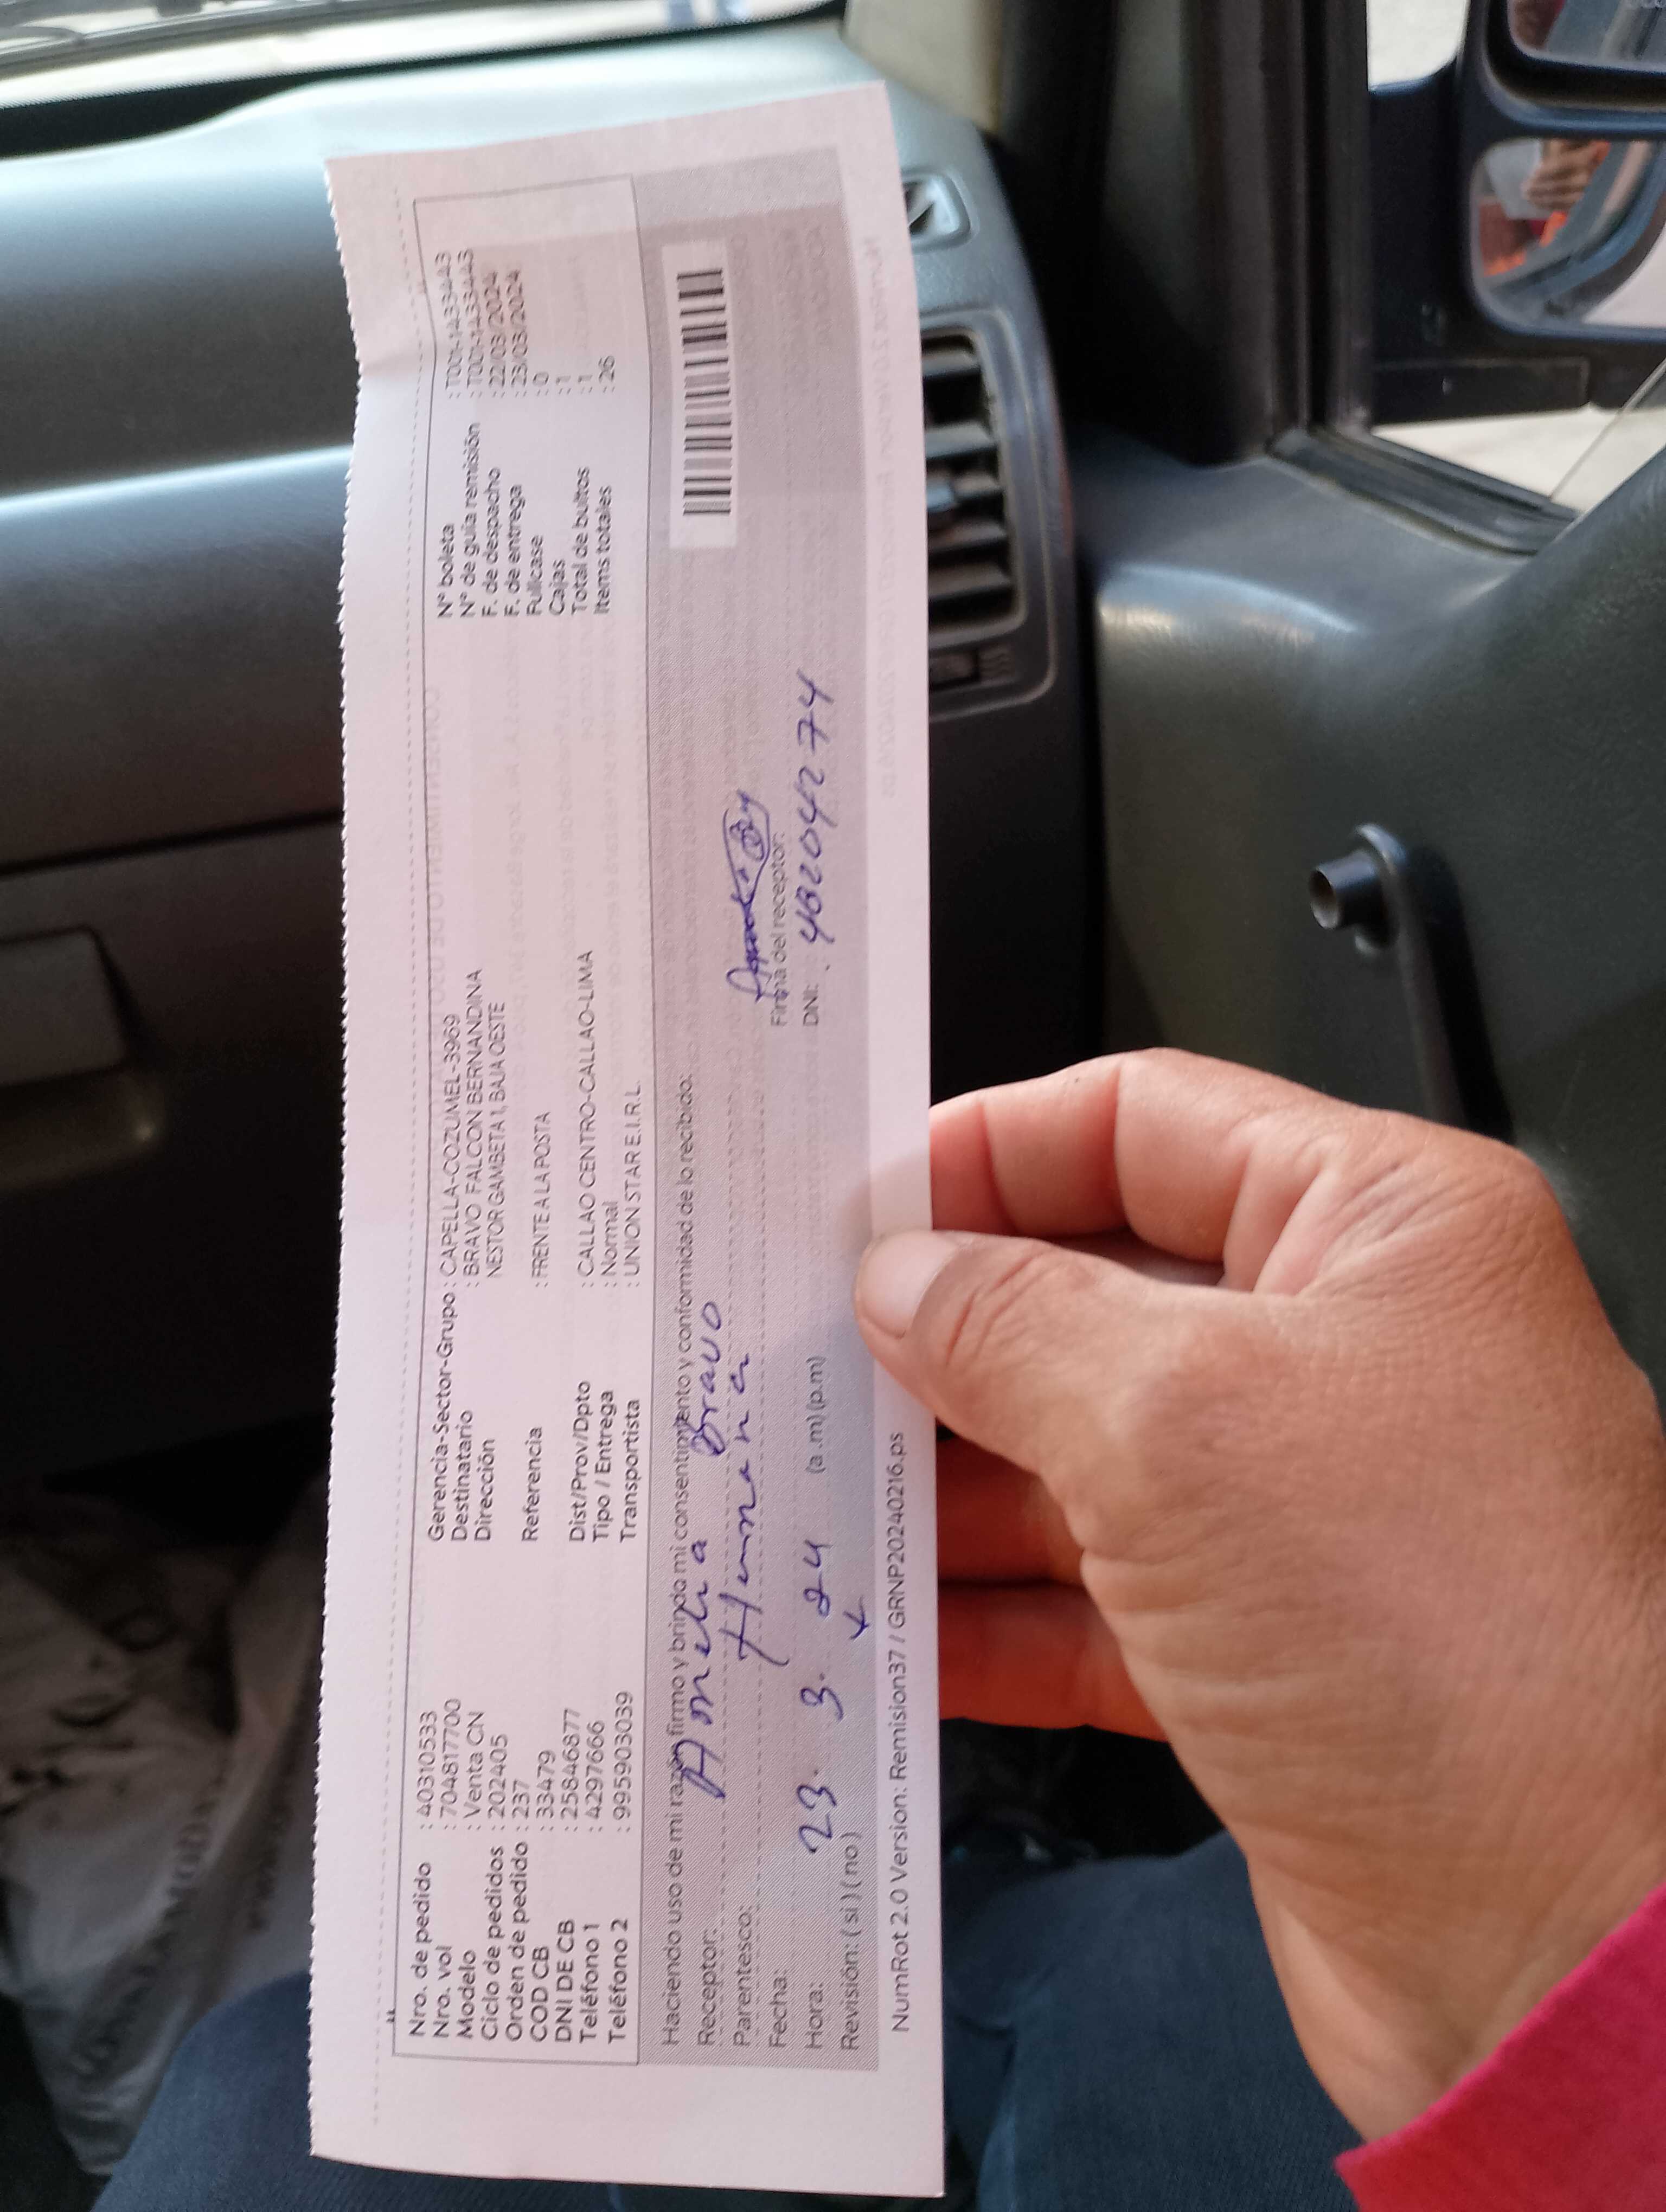 Nro. de pedido : 40310533
Nro. vol : 704817700
Modelo : Venta CN
Ciclo de pedidos : 202405
Orden de pedido : 237
COD CB : 33479
DNI DE CB : 25846877
Teléfono 1 : 4297666
Teléfono 2 : 995903039
Gerencia-Sector-Grupo : CAPELLA-COZUMEL-3969
Destinatario : BRAVO FALCON BERNANDINA
Dirección NESTOR GAMBETA 1, BAJA OESTE
Referencia : FRENTE A LA POSTA
Dist/Prov/Dpto : CALLAO CENTRO-CALLAO-LIMA
Tipo / Entrega : Normal
Transportista : UNION STAR E.I.R.L.
N° boleta : T001-1433443
N° de guía remisión : T001-1433443
F. de despacho : 22/03/2024
F. de entrega : 23/03/2024
Fullcase : 0
Cajas : 1
Total de bultos : 1
Items totales : 26
Haciendo uso de mi razón firmo y brindo mi consentimiento y conformidad de lo recibido:
Receptor: Bravo
Parentesco: Hermana
Fecha: 23. 3. 24
Hora: (a.m) (p.m)
Revisión: ( si ) ( no )
Firma del receptor:
DNI:
NumRot 2.0 Version: Remision37 / GRNP20240216.ps